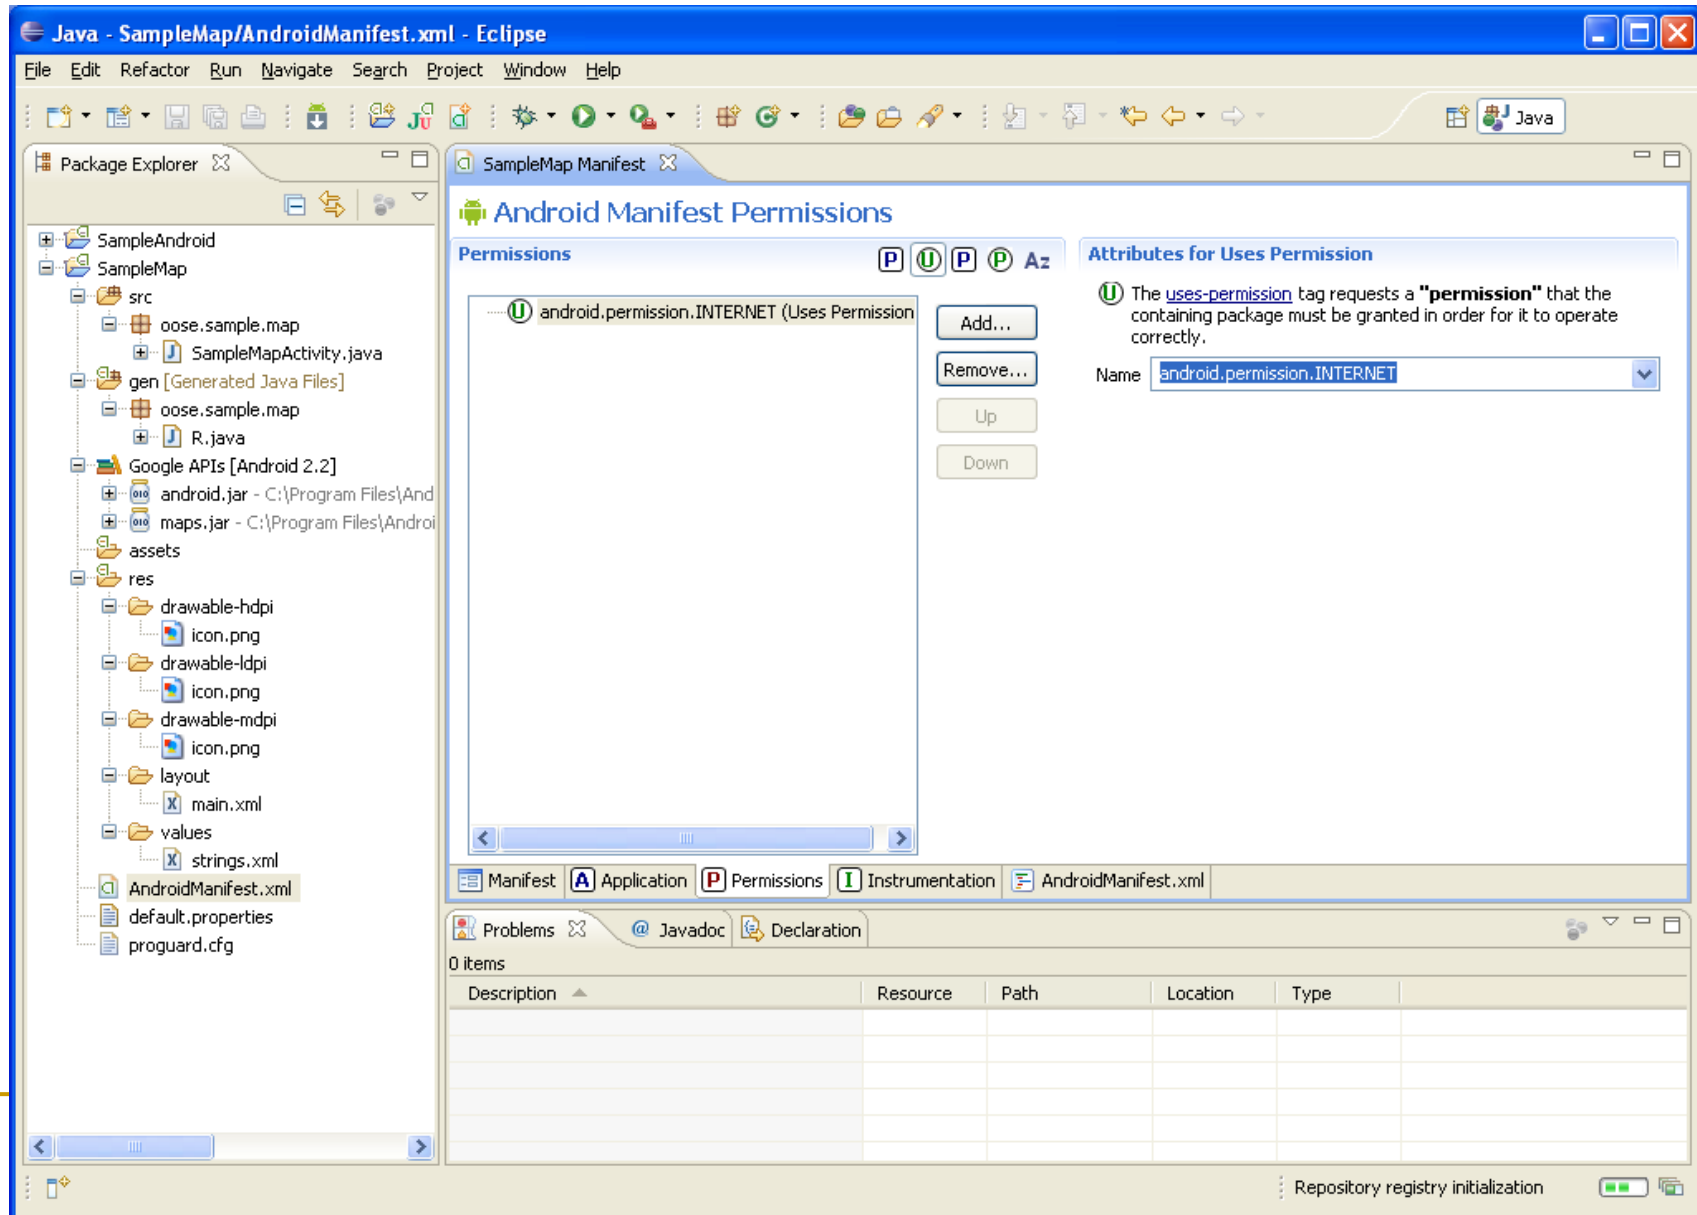 Java - SampleMap/AndroidManifest.xml - Eclipse
File Edit Refactor Run Navigate Search Project Window Help
Java
Package Explorer
SampleAndroid
SampleMap
src
oose.sample.map
SampleMapActivity.java
gen [Generated Java Files]
oose.sample.map
R.java
Google APIs [Android 2.2]
android.jar - C:\Program Files\And
maps.jar - C:\Program Files\Androi
assets
res
drawable-hdpi
icon.png
drawable-ldpi
icon.png
drawable-mdpi
icon.png
layout
main.xml
values
strings.xml
AndroidManifest.xml
default.properties
proguard.cfg
SampleMap Manifest
Android Manifest Permissions
Permissions
P U P P Az
U android.permission.INTERNET (Uses Permission
Add...
Remove...
Up
Down
Attributes for Uses Permission
U The uses-permission tag requests a "permission" that the
containing package must be granted in order for it to operate
correctly.
Name android.permission.INTERNET
Manifest A Application P Permissions I Instrumentation AndroidManifest.xml
Problems @ Javadoc Declaration
0 items
Description Resource Path Location Type
Repository registry initialization